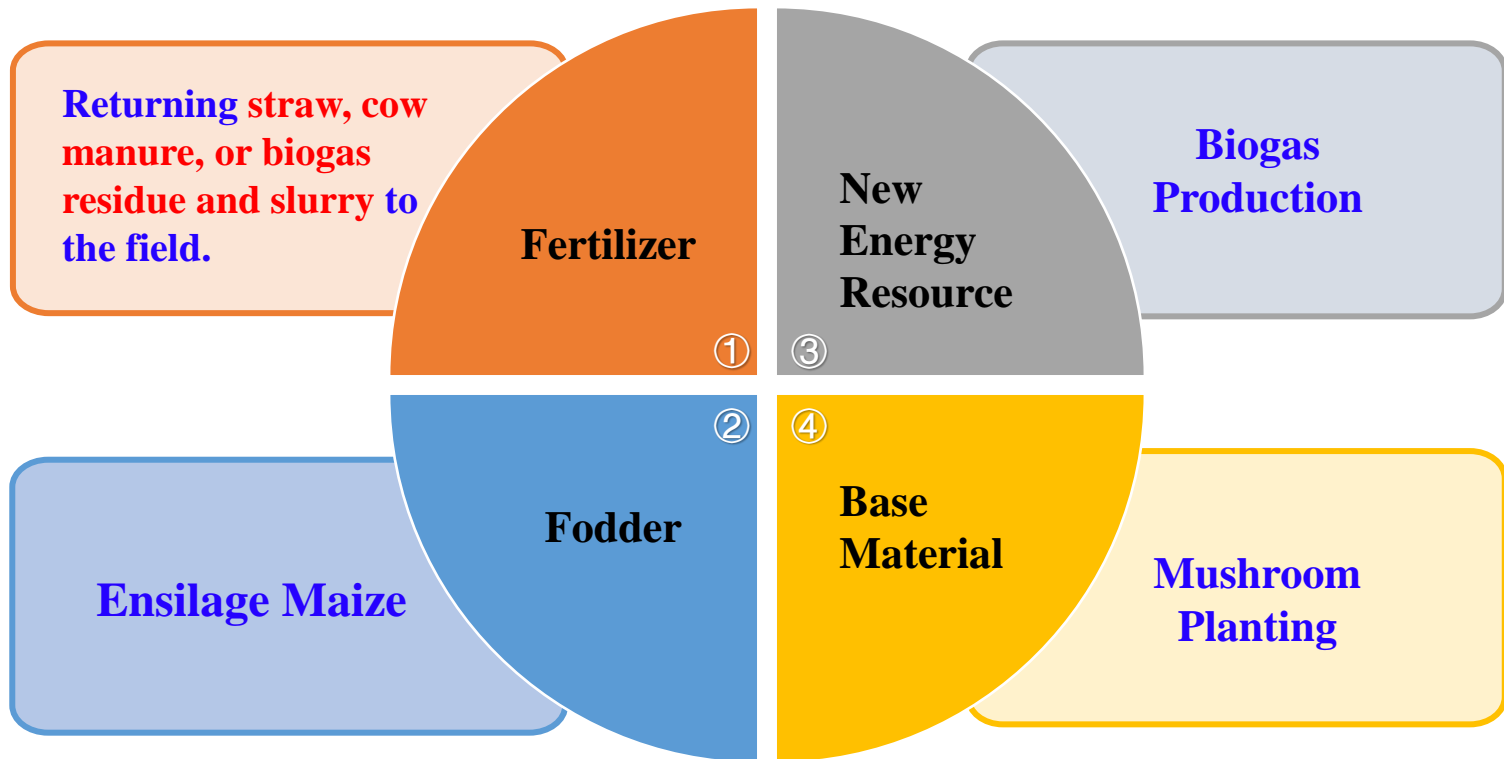 Returning straw, cow
manure, or biogas
residue and slurry to
the field.
Fertilizer
①
②
Fodder
Ensilage Maize
New
Energy
Resource
③
Biogas
Production
④
Base
Material
Mushroom
Planting